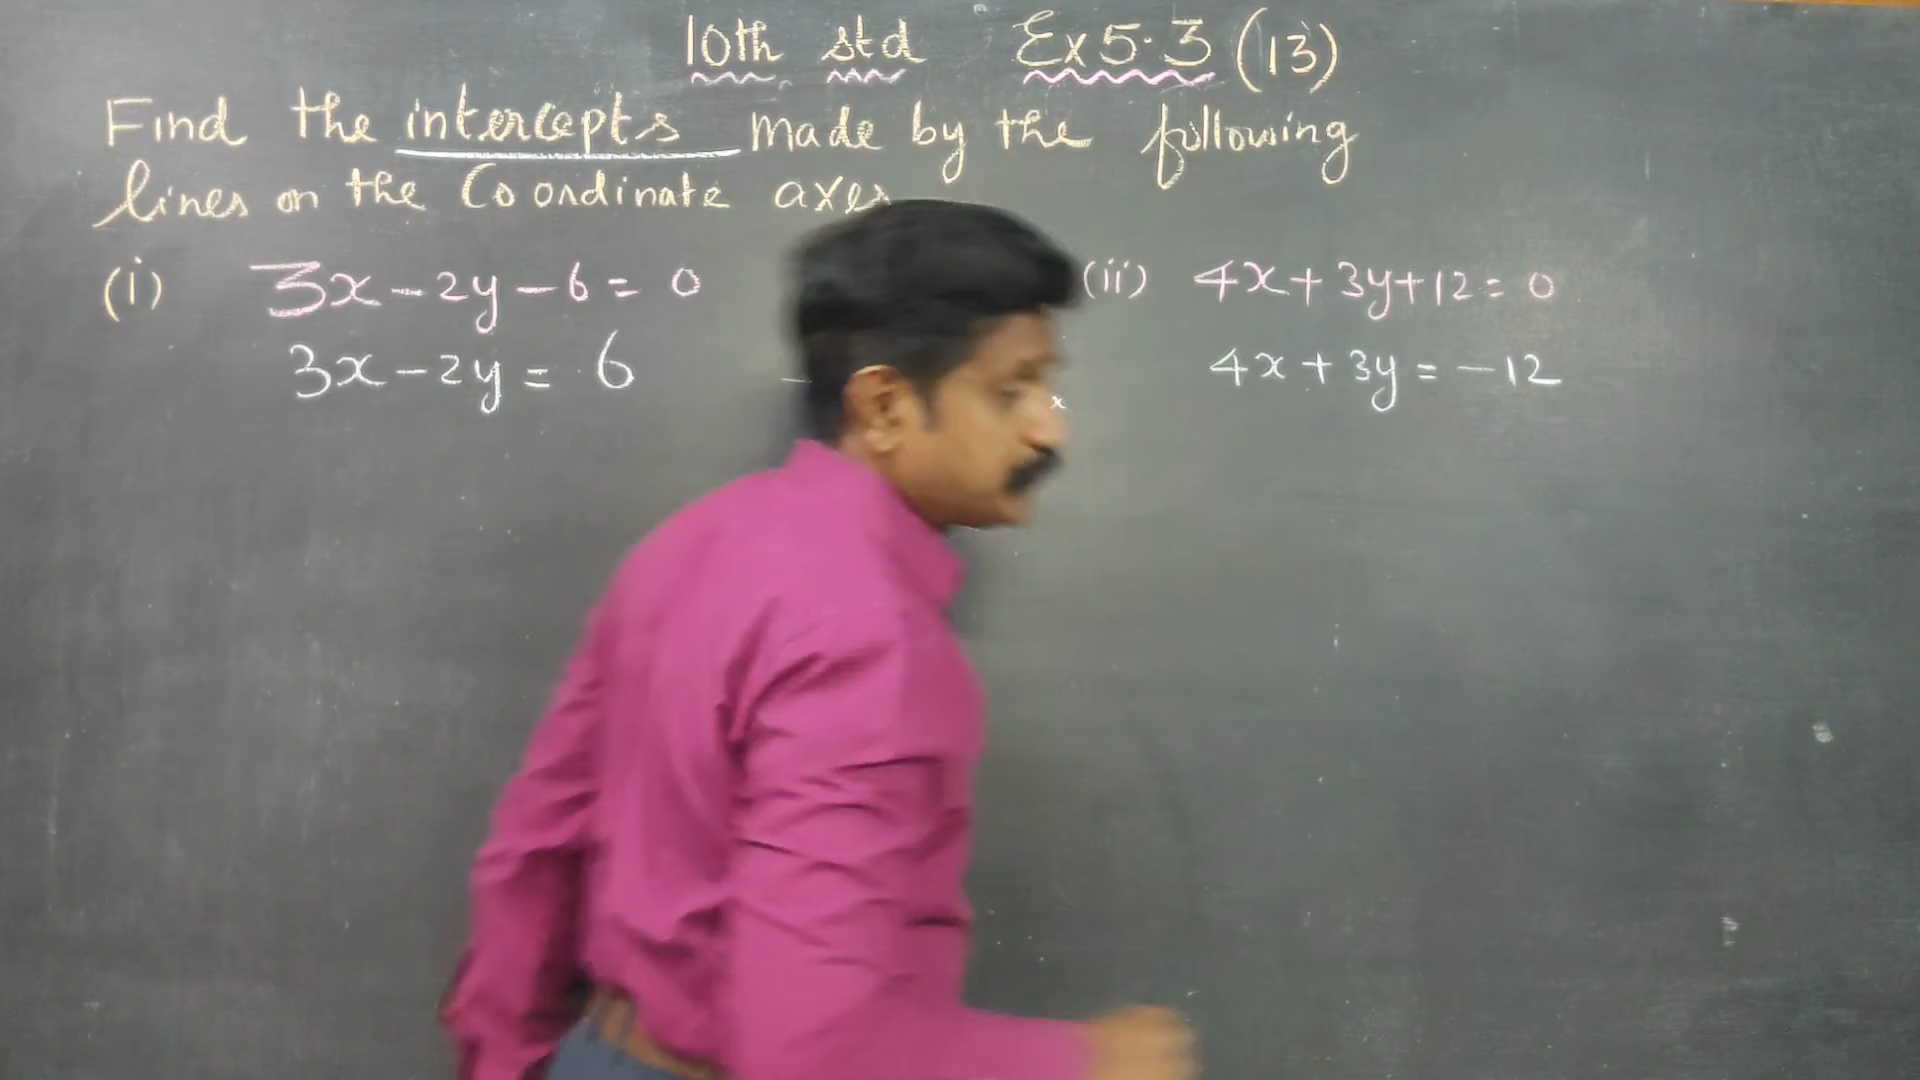 10th std Ex 5.3 (13)
Find the intercepts made by the following
lines on the Coordinate axes
(i) 3x - 2y - 6 = 0
3x - 2y = 6
(ii) 4x + 3y + 12 = 0
4x + 3y = -12